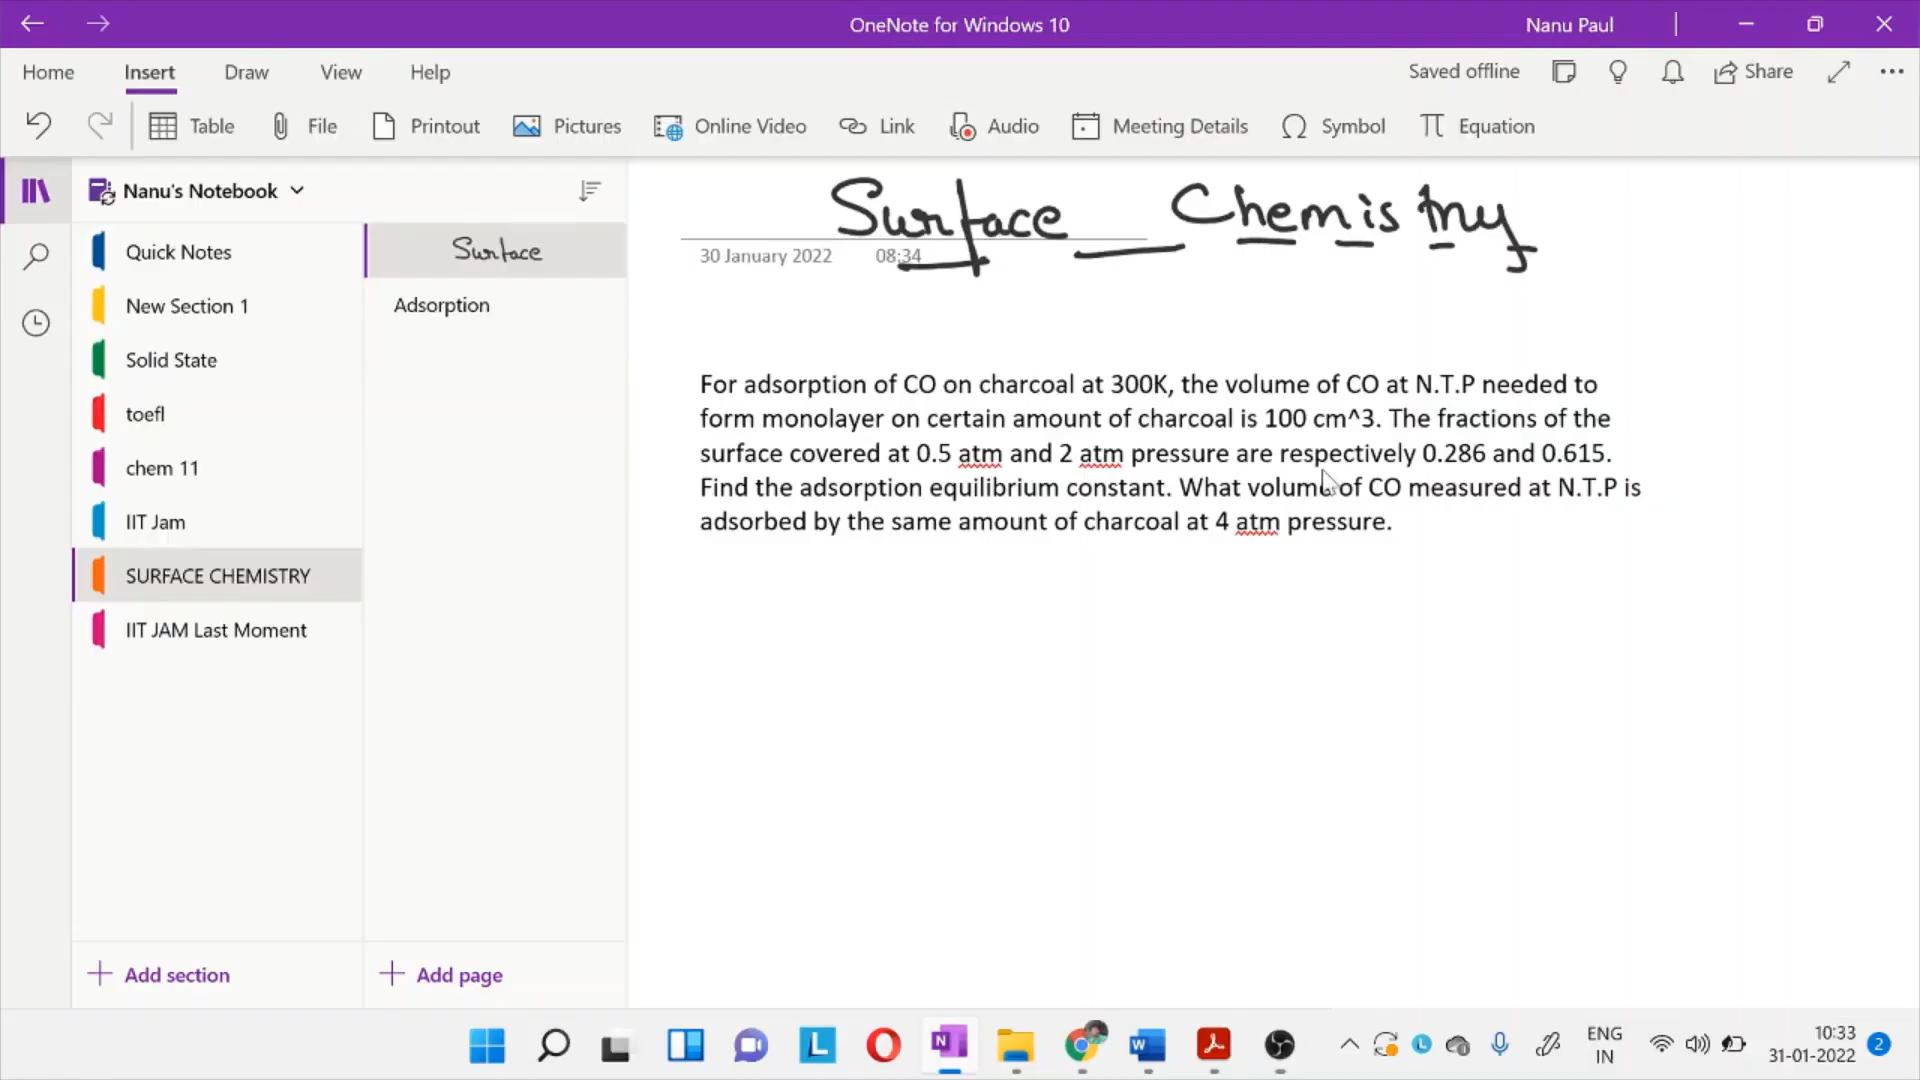 OneNote for Windows 10
Nanu Paul
Home Insert Draw View Help
Saved offline
Share
Table File Printout Pictures Online Video Link Audio Meeting Details Symbol Equation
Nanu's Notebook
Quick Notes
New Section 1
Solid State
toefl
chem 11
IIT Jam
SURFACE CHEMISTRY
IIT JAM Last Moment
Add section
Surface
Adsorption
Add page
Surface Chemistry
30 January 2022 08:34
For adsorption of CO on charcoal at 300K, the volume of CO at N.T.P needed to
form monolayer on certain amount of charcoal is 100 cm^3. The fractions of the
surface covered at 0.5 atm and 2 atm pressure are respectively 0.286 and 0.615.
Find the adsorption equilibrium constant. What volume of CO measured at N.T.P is
adsorbed by the same amount of charcoal at 4 atm pressure.
ENG
IN
10:33
31-01-2022
2